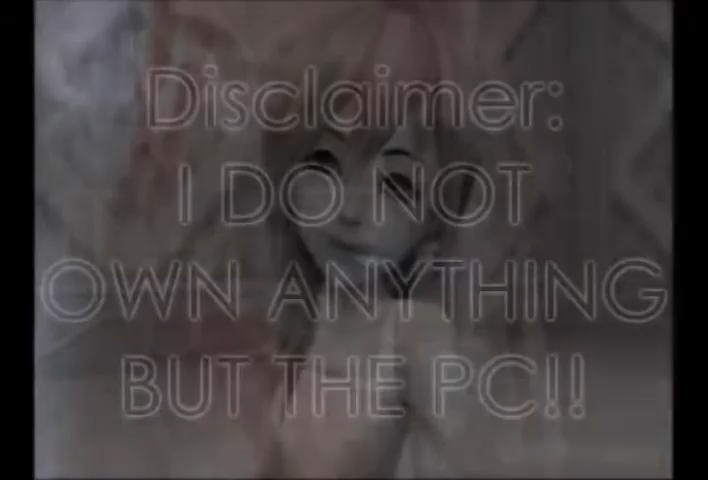 Disclaimer:
I DO NOT
OWN ANYTHING
BUT THE PC!!